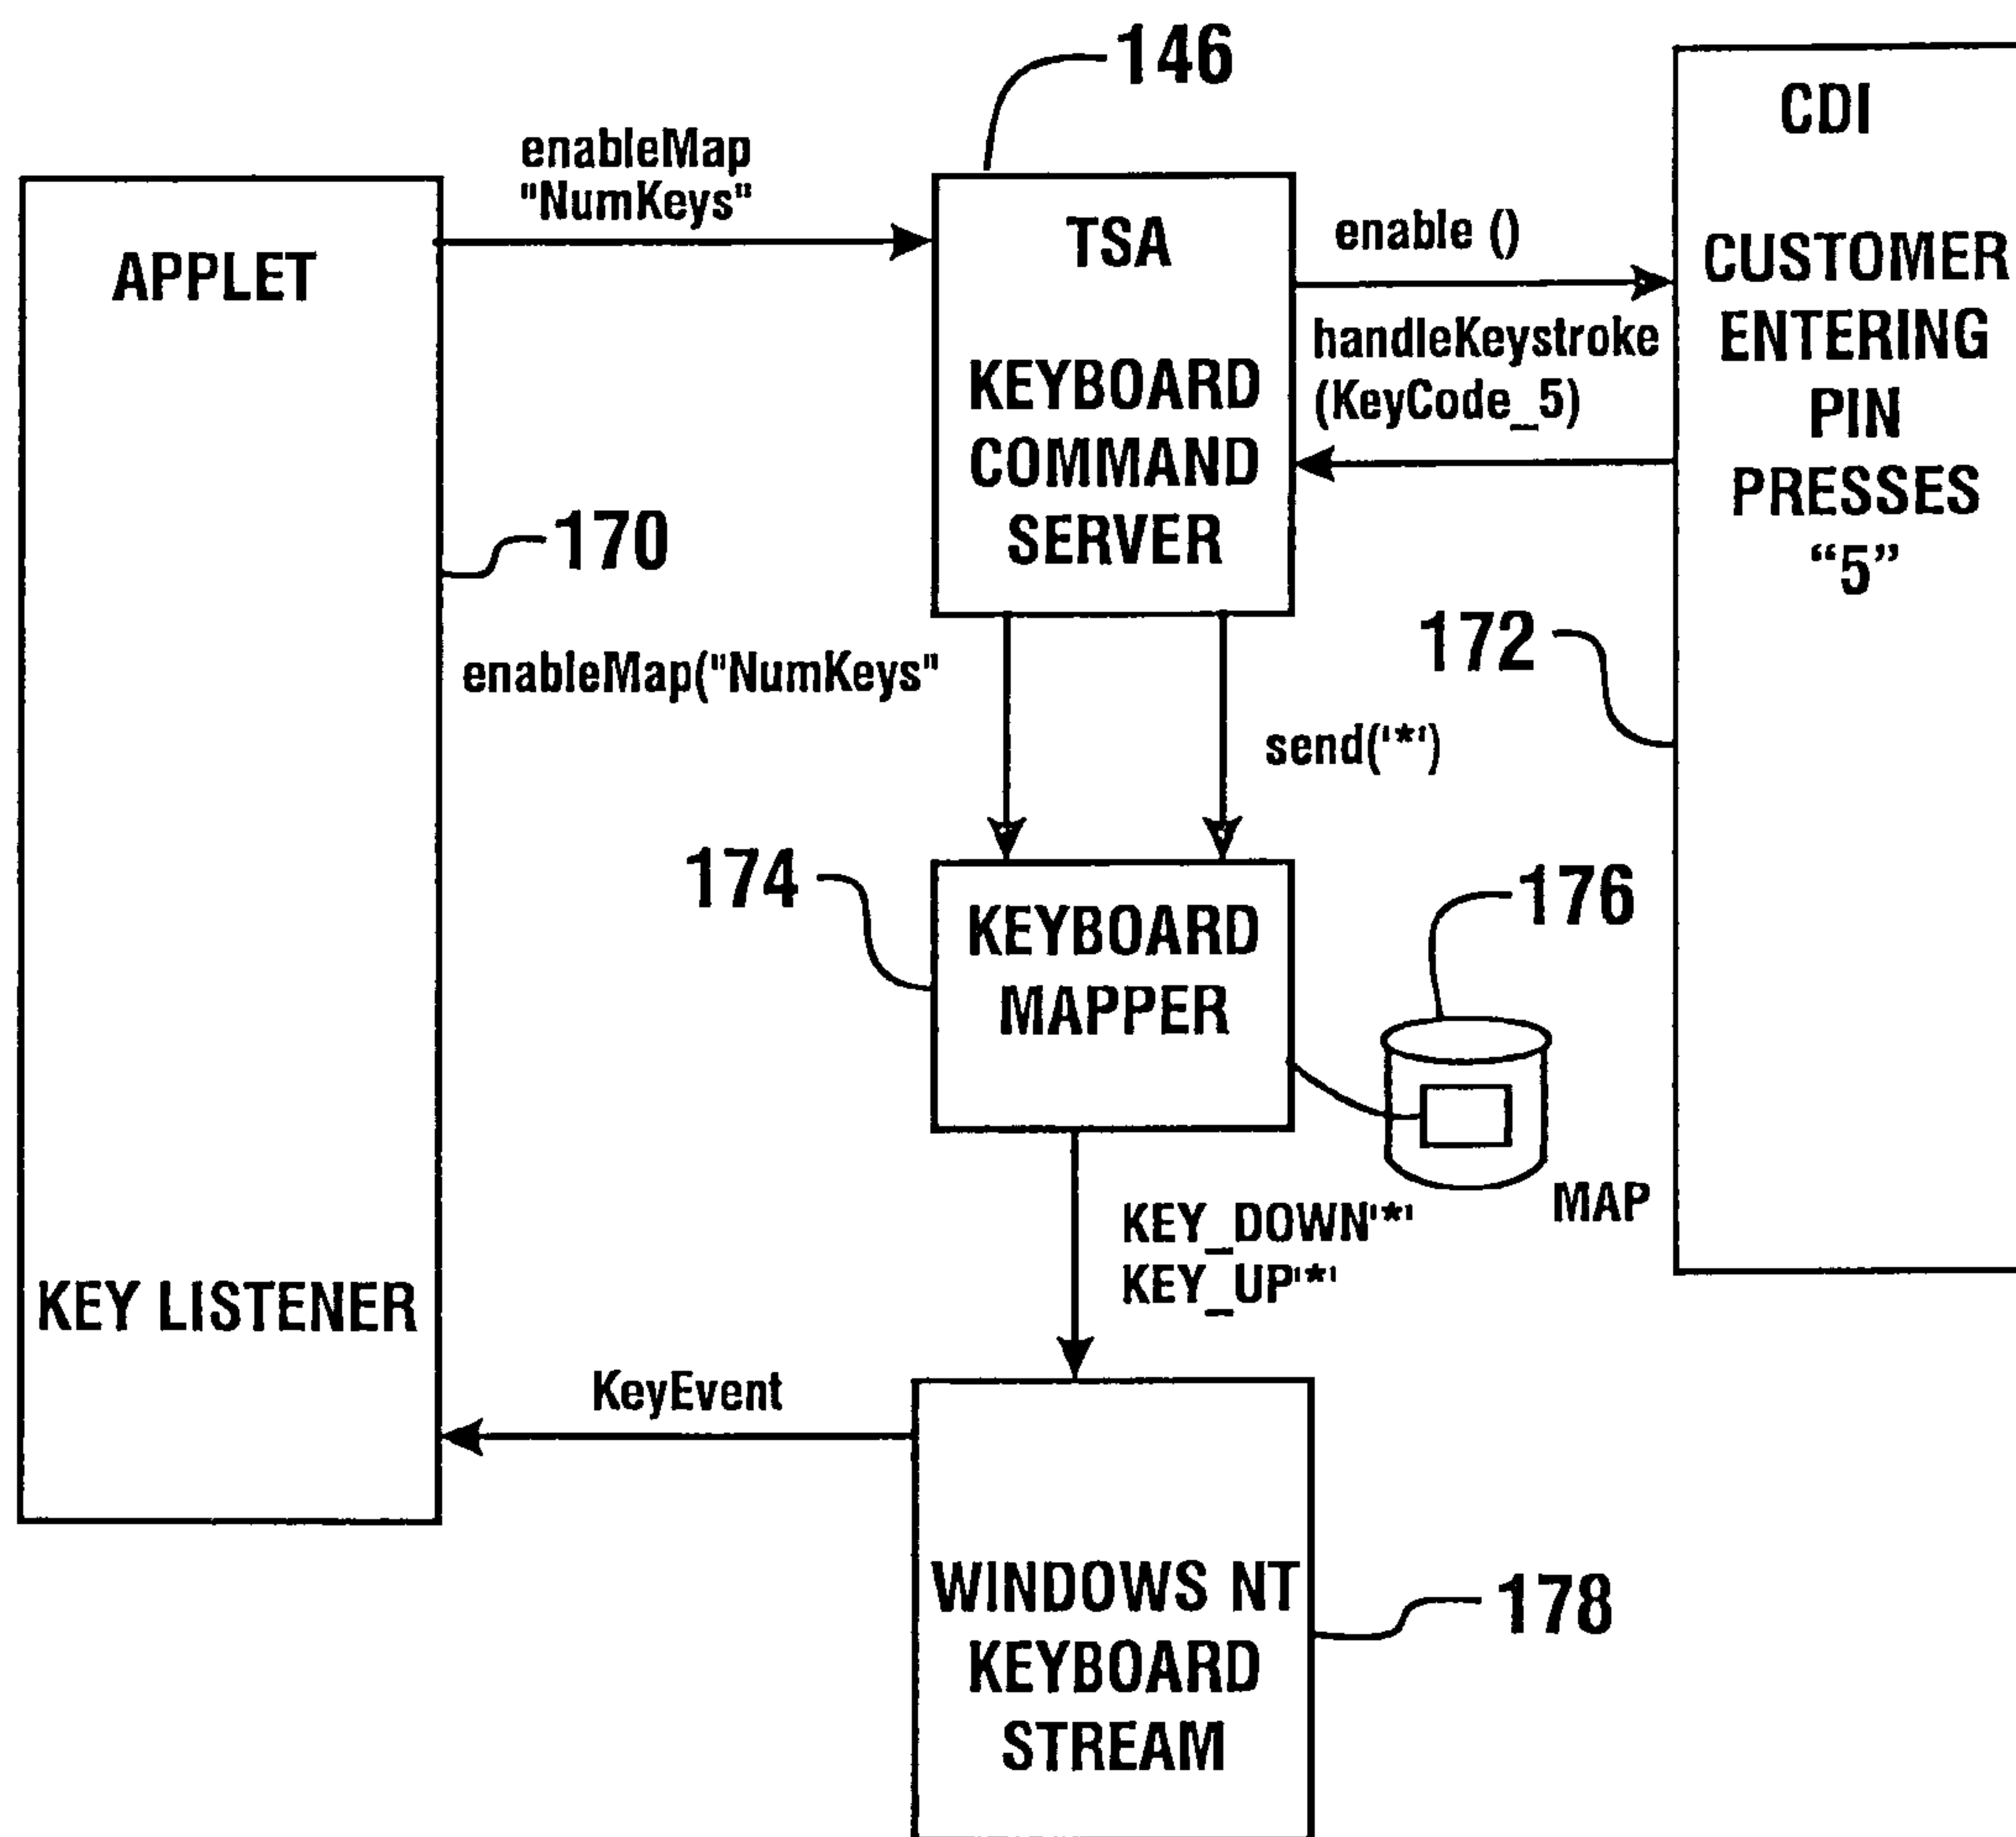 146
enableMap
"NumKeys"
APPLET
TSA
KEYBOARD
COMMAND
SERVER
enable ()
handleKeystroke
(KeyCode_5)
CDI
CUSTOMER
ENTERING
PIN
PRESSES
“5”
170
172
enableMap("NumKeys"
send('*')
174
KEYBOARD
MAPPER
176
MAP
KEY_DOWN'*'
KEY_UP'*'
KEY LISTENER
KeyEvent
WINDOWS NT
KEYBOARD
STREAM
178